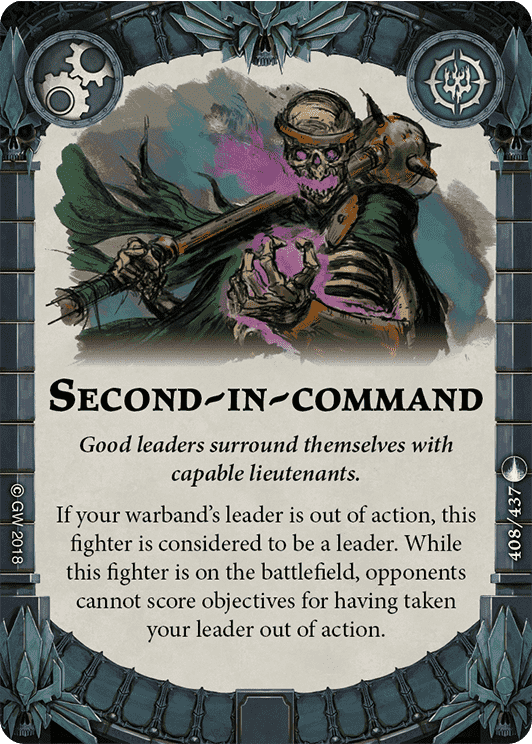 SECOND~IN~COMMAND
Good leaders surround themselves with
capable lieutenants.
If your warband's leader is out of action, this
fighter is considered to be a leader. While
this fighter is on the battlefield, opponents
cannot score objectives for having taken
your leader out of action.
© GW 2018
408/437